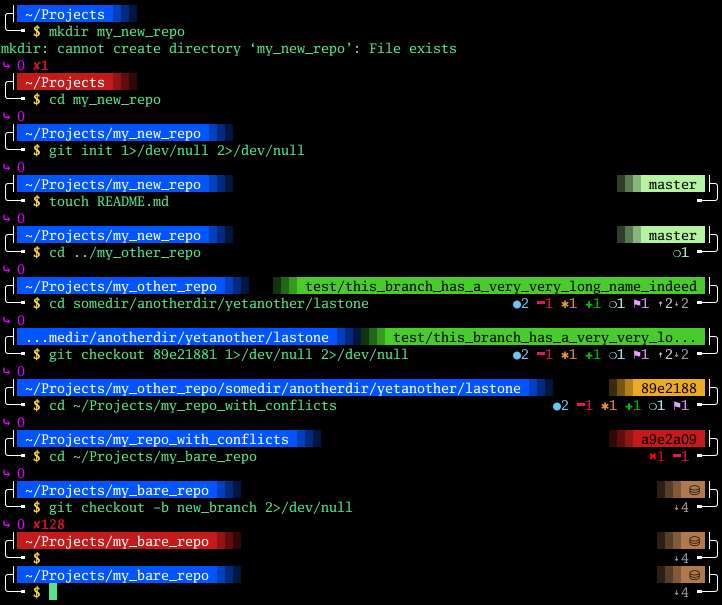 ~/Projects
$ mkdir my_new_repo
mkdir: cannot create directory ‘my_new_repo’: File exists
↪ 0 ✘1
~/Projects
$ cd my_new_repo
↪ 0
~/Projects/my_new_repo
$ git init 1>/dev/null 2>/dev/null
↪ 0
~/Projects/my_new_repo master
$ touch README.md
↪ 0
~/Projects/my_new_repo master
$ cd ../my_other_repo ❍1
↪ 0
~/Projects/my_other_repo test/this_branch_has_a_very_very_long_name_indeed
$ cd somedir/anotherdir/yetanother/lastone ●2 ━1 ✱1 ✚1 ❍1 ⚑1 ↑2↓2
↪ 0
...medir/anotherdir/yetanother/lastone test/this_branch_has_a_very_very_lo...
$ git checkout 89e21881 1>/dev/null 2>/dev/null ●2 ━1 ✱1 ✚1 ❍1 ⚑1 ↑2↓2
↪ 0
~/Projects/my_other_repo/somedir/anotherdir/yetanother/lastone 89e2188
$ cd ~/Projects/my_repo_with_conflicts ●2 ━1 ✱1 ✚1 ❍1 ⚑1
↪ 0
~/Projects/my_repo_with_conflicts a9e2a09
$ cd ~/Projects/my_bare_repo ✖1 ━1
↪ 0
~/Projects/my_bare_repo ⛁
$ git checkout -b new_branch 2>/dev/null ↓4
↪ 0 ✘128
~/Projects/my_bare_repo ⛁
$ ↓4
~/Projects/my_bare_repo ⛁
$ ↓4